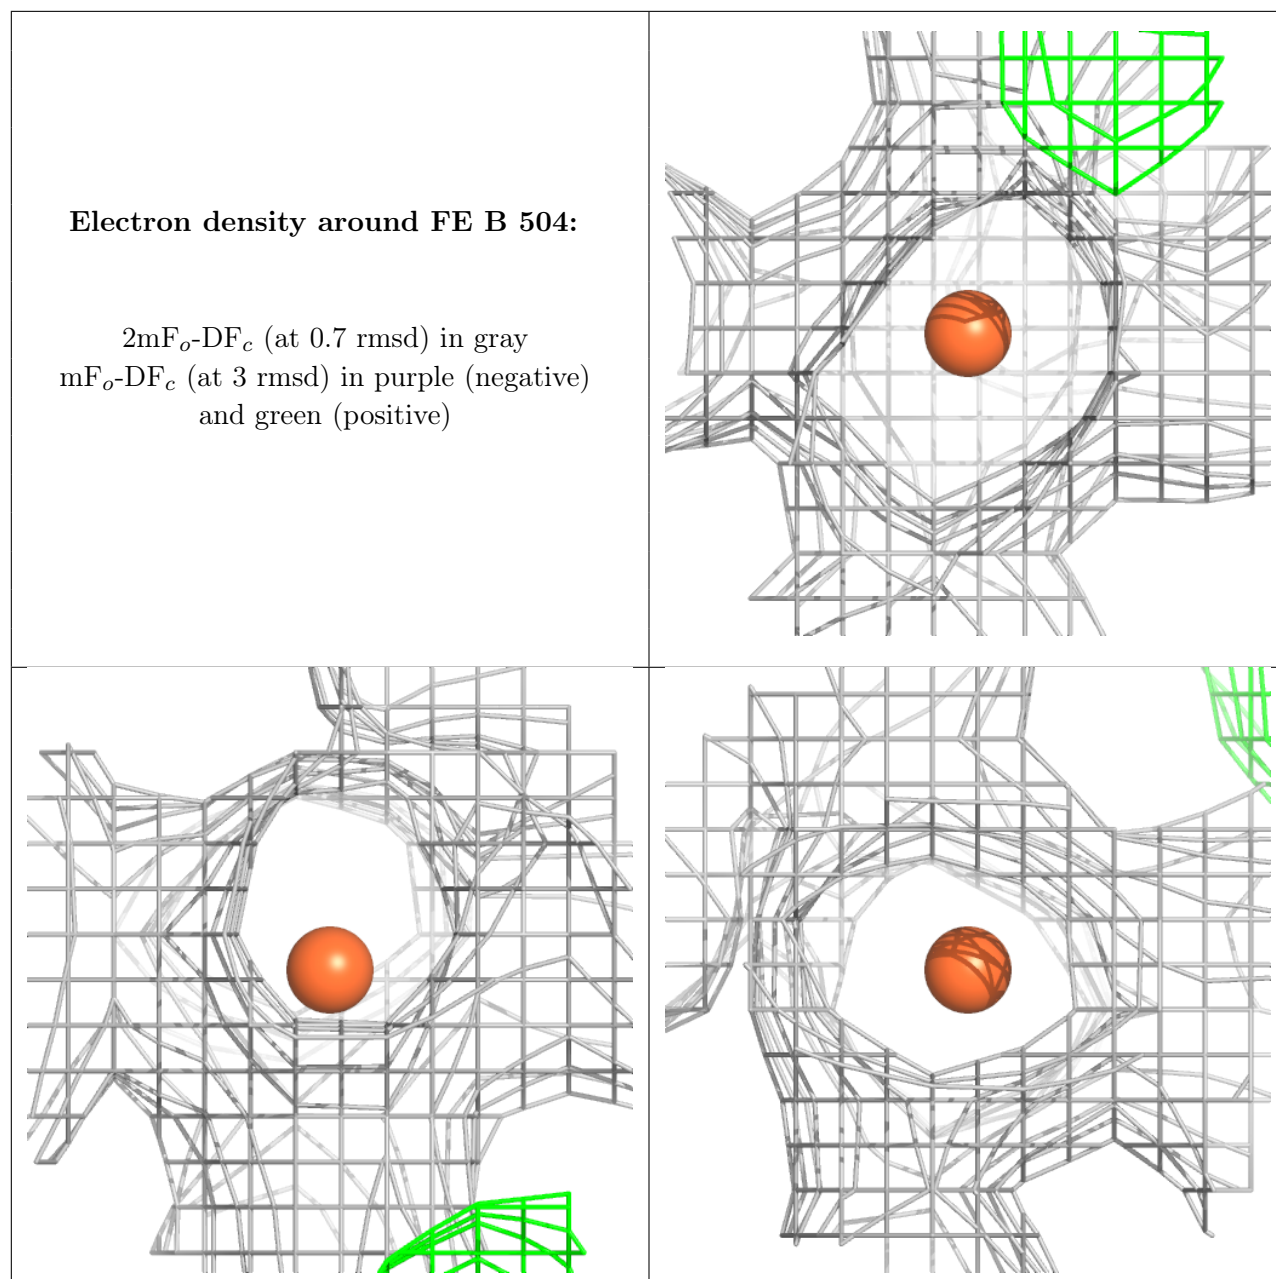 Electron density around FE B 504:
2mFo-DFc (at 0.7 rmsd) in gray
mFo-DFc (at 3 rmsd) in purple (negative)
and green (positive)